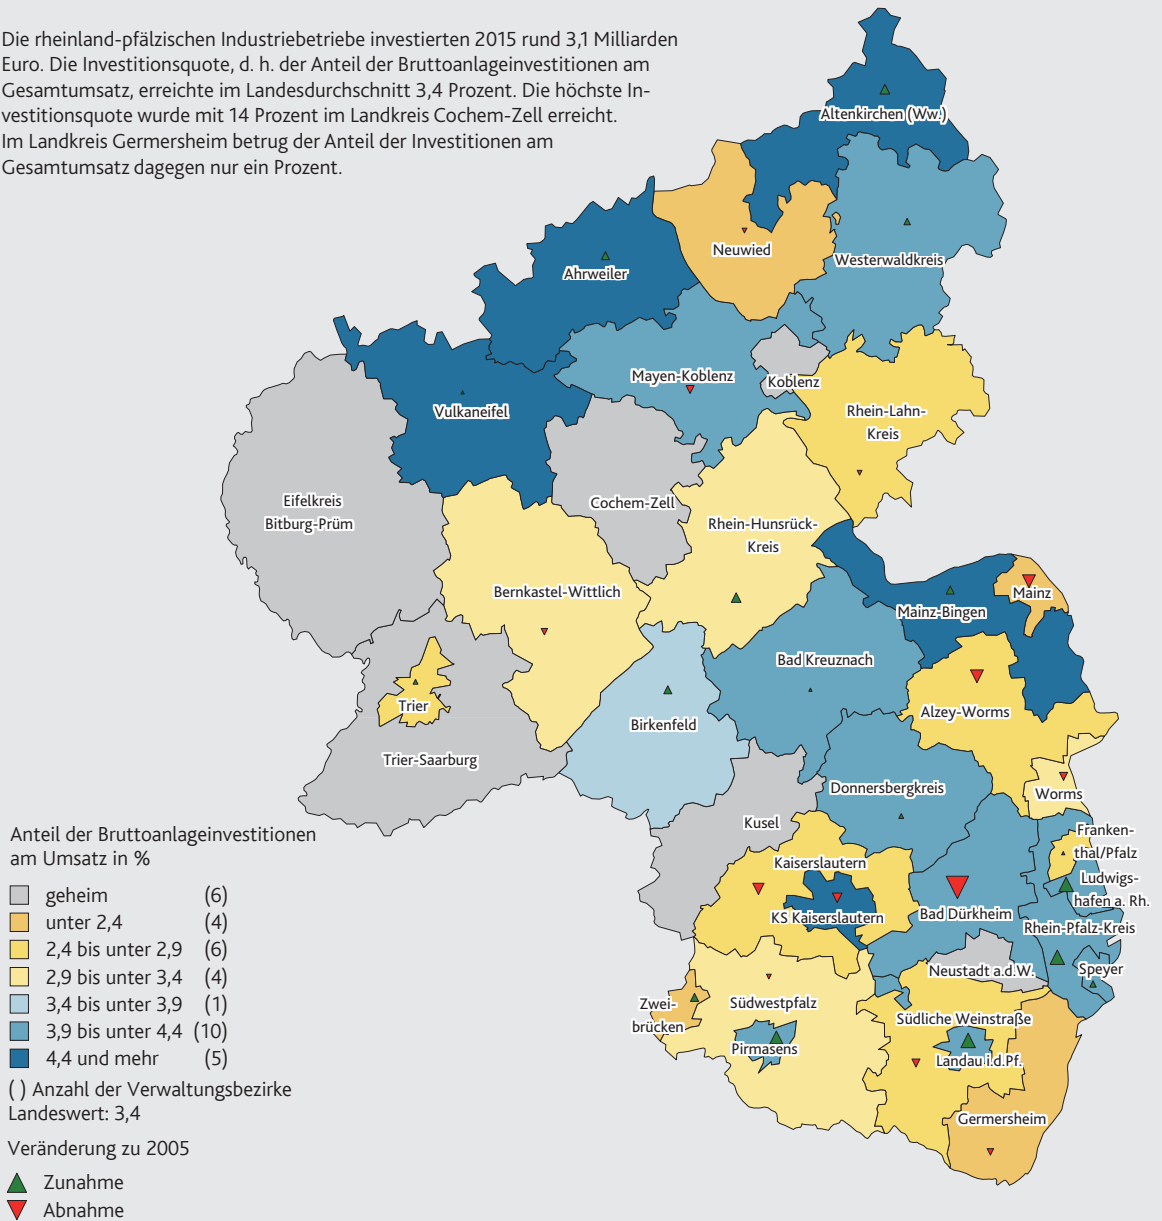 Die rheinland-pfälzischen Industriebetriebe investierten 2015 rund 3,1 Milliarden
Euro. Die Investitionsquote, d. h. der Anteil der Bruttoanlageinvestitionen am
Gesamtumsatz, erreichte im Landesdurchschnitt 3,4 Prozent. Die höchste In-
vestitionsquote wurde mit 14 Prozent im Landkreis Cochem-Zell erreicht.
Im Landkreis Germersheim betrug der Anteil der Investitionen am
Gesamtumsatz dagegen nur ein Prozent.
Altenkirchen (Ww.)
Neuwied
Westerwaldkreis
Ahrweiler
Mayen-Koblenz
Koblenz
Vulkaneifel
Rhein-Lahn-
Kreis
Eifelkreis
Bitburg-Prüm
Cochem-Zell
Rhein-Hunsrück-
Kreis
Bernkastel-Wittlich
Mainz
Mainz-Bingen
Bad Kreuznach
Trier
Birkenfeld
Alzey-Worms
Trier-Saarburg
Donnersbergkreis
Worms
Kusel
Franken-
thal/Pfalz
Kaiserslautern
Ludwigs-
hafen a. Rh.
KS Kaiserslautern
Bad Dürkheim
Rhein-Pfalz-Kreis
Neustadt a.d.W.
Speyer
Zwei-
brücken
Südwestpfalz
Südliche Weinstraße
Pirmasens
Landau i.d.Pf.
Germersheim
Anteil der Bruttoanlageinvestitionen
am Umsatz in %
geheim (6)
unter 2,4 (4)
2,4 bis unter 2,9 (6)
2,9 bis unter 3,4 (4)
3,4 bis unter 3,9 (1)
3,9 bis unter 4,4 (10)
4,4 und mehr (5)
( ) Anzahl der Verwaltungsbezirke
Landeswert: 3,4
Veränderung zu 2005
Zunahme
Abnahme